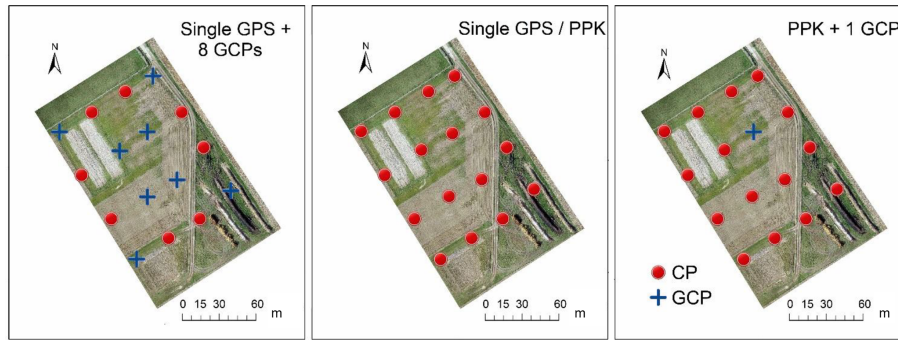 Single GPS +
8 GCPs
N
0 15 30 60
m
Single GPS / PPK
N
0 15 30 60
m
PPK + 1 GCP
N
CP
GCP
0 15 30 60
m